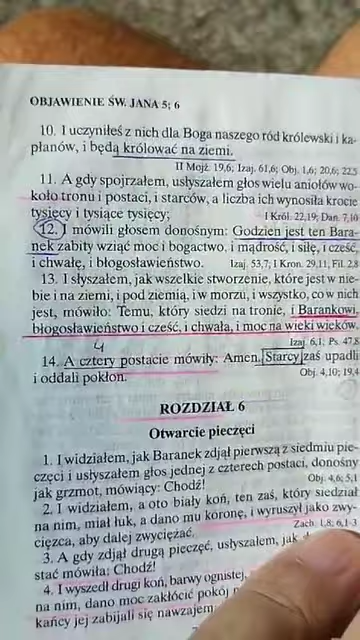 OBJAWIENIE ŚW. JANA 5; 6
10. I uczyniłeś z nich dla Boga naszego ród królewski i ka-
płanów, i będą królować na ziemi.
II Mojż. 19,6; Izaj. 61,6; Obj. 1,6; 20,6; 22,5
11. A gdy spojrzałem, usłyszałem głos wielu aniołów wo-
koło tronu i postaci, i starców, a liczba ich wynosiła krocie
tysięcy i tysiące tysięcy;
I Król. 22,19; Dan. 7,10
12. I mówili głosem donośnym: Godzien jest ten Bara-
nek zabity wziąć moc i bogactwo, i mądrość, i siłę, i cześć,
i chwałę, i błogosławieństwo.
Izaj. 53,7; I Kron. 29,11, Fil. 2,8
13. I słyszałem, jak wszelkie stworzenie, które jest w nie-
bie i na ziemi, i pod ziemią, i w morzu, i wszystko, co w nich
jest, mówiło: Temu, który siedzi na tronie, i Barankowi,
błogosławieństwo i cześć, i chwała, i moc na wieki wieków.
Izaj. 6,1; Ps. 47,8
4
14. A cztery postacie mówiły: Amen. Starcy zaś upadli
i oddali pokłon.
Obj. 4,10; 19,4
ROZDZIAŁ 6
Otwarcie pieczęci
1. I widziałem, jak Baranek zdjął pierwszą z siedmiu pie-
częci i usłyszałem głos jednej z czterech postaci, donośny
jak grzmot, mówiący: Chodź!
Obj. 4,6; 5,1
2. I widziałem, a oto biały koń, ten zaś, który siedział
na nim, miał łuk, a dano mu koronę, i wyruszył jako zwy-
cięzca, aby dalej zwyciężać.
Zach. 1,8; 6,1-3
3. A gdy zdjął drugą pieczęć, usłyszałem, jak
stać mówiła: Chodź!
4. I wyszedł drugi koń, barwy ognistej,
na nim, dano moc zakłócić pokój
kańcy jej zabijali się nawzajem